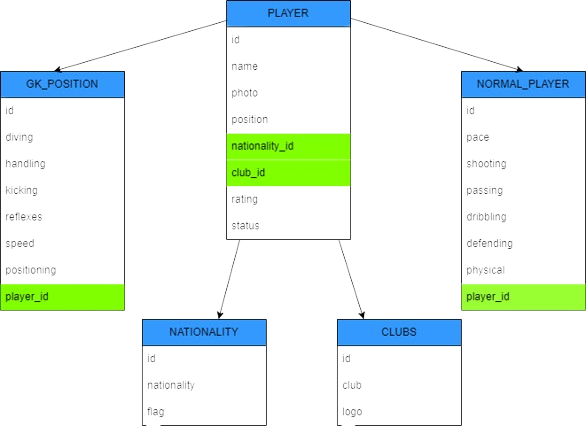 PLAYER
id
name
photo
position
nationality_id
club_id
rating
status
GK_POSITION
id
diving
handling
kicking
reflexes
speed
positioning
player_id
NORMAL_PLAYER
id
pace
shooting
passing
dribbling
defending
physical
player_id
NATIONALITY
id
nationality
flag
CLUBS
id
club
logo